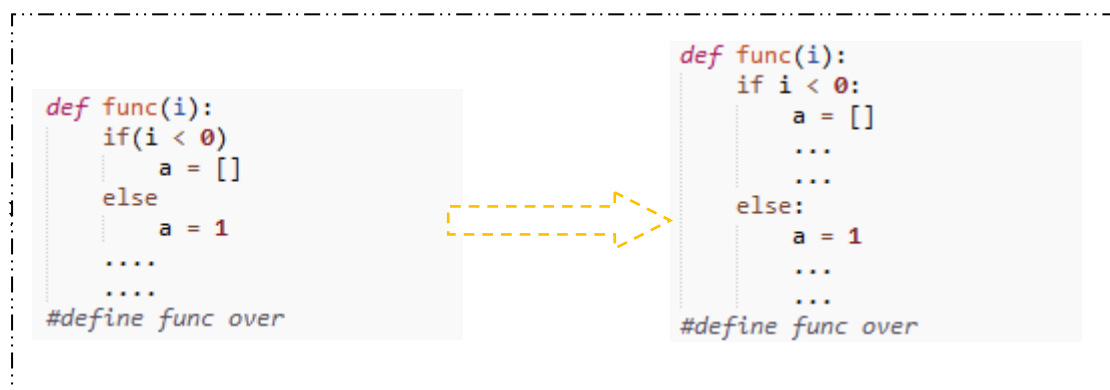 def func(i):
if(i < 0)
a = []
else
a = 1
....
....
#define func over
def func(i):
if i < 0:
a = []
...
...
else:
a = 1
...
...
#define func over